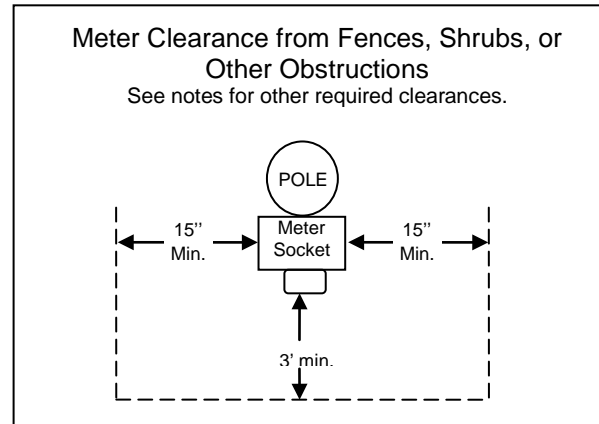 Meter Clearance from Fences, Shrubs, or
Other Obstructions
See notes for other required clearances.
POLE
15’’
Min.
Meter
Socket
15’’
Min.
3’ min.